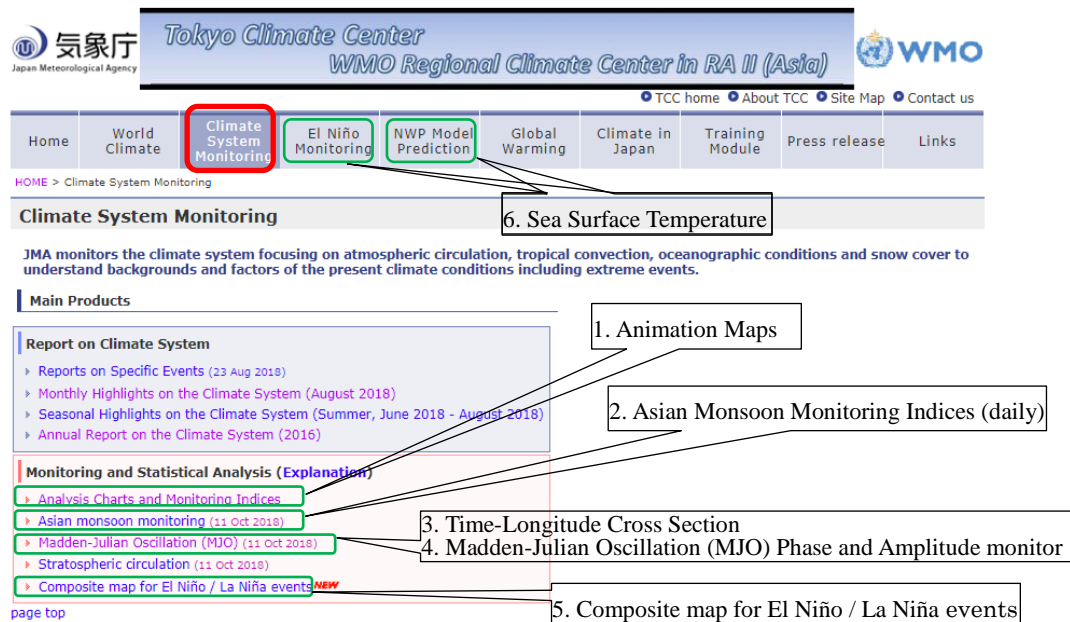 気象庁
Japan Meteorological Agency
Tokyo Climate Center
WMO Regional Climate Center in RA II (Asia)
WMO
TCC home About TCC Site Map Contact us
Home World Climate Climate System Monitoring El Niño Monitoring NWP Model Prediction Global Warming Climate in Japan Training Module Press release Links
HOME > Climate System Monitoring
Climate System Monitoring
6. Sea Surface Temperature
JMA monitors the climate system focusing on atmospheric circulation, tropical convection, oceanographic conditions and snow cover to
understand backgrounds and factors of the present climate conditions including extreme events.
Main Products
1. Animation Maps
Report on Climate System
Reports on Specific Events (23 Aug 2018)
Monthly Highlights on the Climate System (August 2018)
Seasonal Highlights on the Climate System (Summer, June 2018 - August 2018)
2. Asian Monsoon Monitoring Indices (daily)
Annual Report on the Climate System (2016)
Monitoring and Statistical Analysis (Explanation)
Analysis Charts and Monitoring Indices
Asian monsoon monitoring (11 Oct 2018)
3. Time-Longitude Cross Section
Madden-Julian Oscillation (MJO) (11 Oct 2018)
4. Madden-Julian Oscillation (MJO) Phase and Amplitude monitor
Stratospheric circulation (11 Oct 2018)
Composite map for El Niño / La Niña events NEW
5. Composite map for El Niño / La Niña events
page top